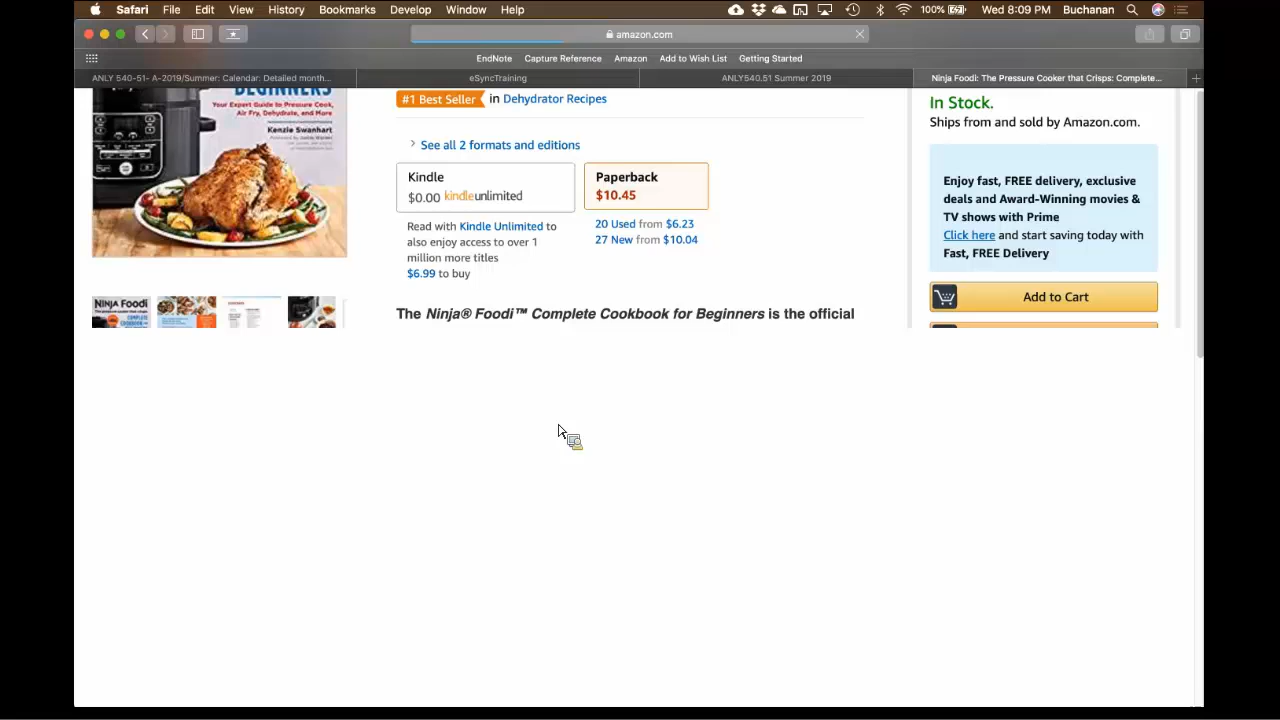 Safari File Edit View History Bookmarks Develop Window Help 100% Wed 8:09 PM Buchanan
amazon.com
EndNote Capture Reference Amazon Add to Wish List Getting Started
ANLY 540-51- A-2019/Summer: Calendar: Detailed month... eSyncTraining ANLY540.51 Summer 2019 Ninja Foodi: The Pressure Cooker that Crisps: Complete...
BEGINNERS
Your Expert Guide to Pressure Cook,
Air Fry, Dehydrate, and More
Kenzie Swanhart
#1 Best Seller in Dehydrator Recipes
See all 2 formats and editions
Kindle
$0.00 kindleunlimited
Read with Kindle Unlimited to
also enjoy access to over 1
million more titles
$6.99 to buy
Paperback
$10.45
20 Used from $6.23
27 New from $10.04
The Ninja® Foodi™ Complete Cookbook for Beginners is the official
In Stock.
Ships from and sold by Amazon.com.
Enjoy fast, FREE delivery, exclusive
deals and Award-Winning movies &
TV shows with Prime
Click here and start saving today with
Fast, FREE Delivery
Add to Cart
NINJA FOODI